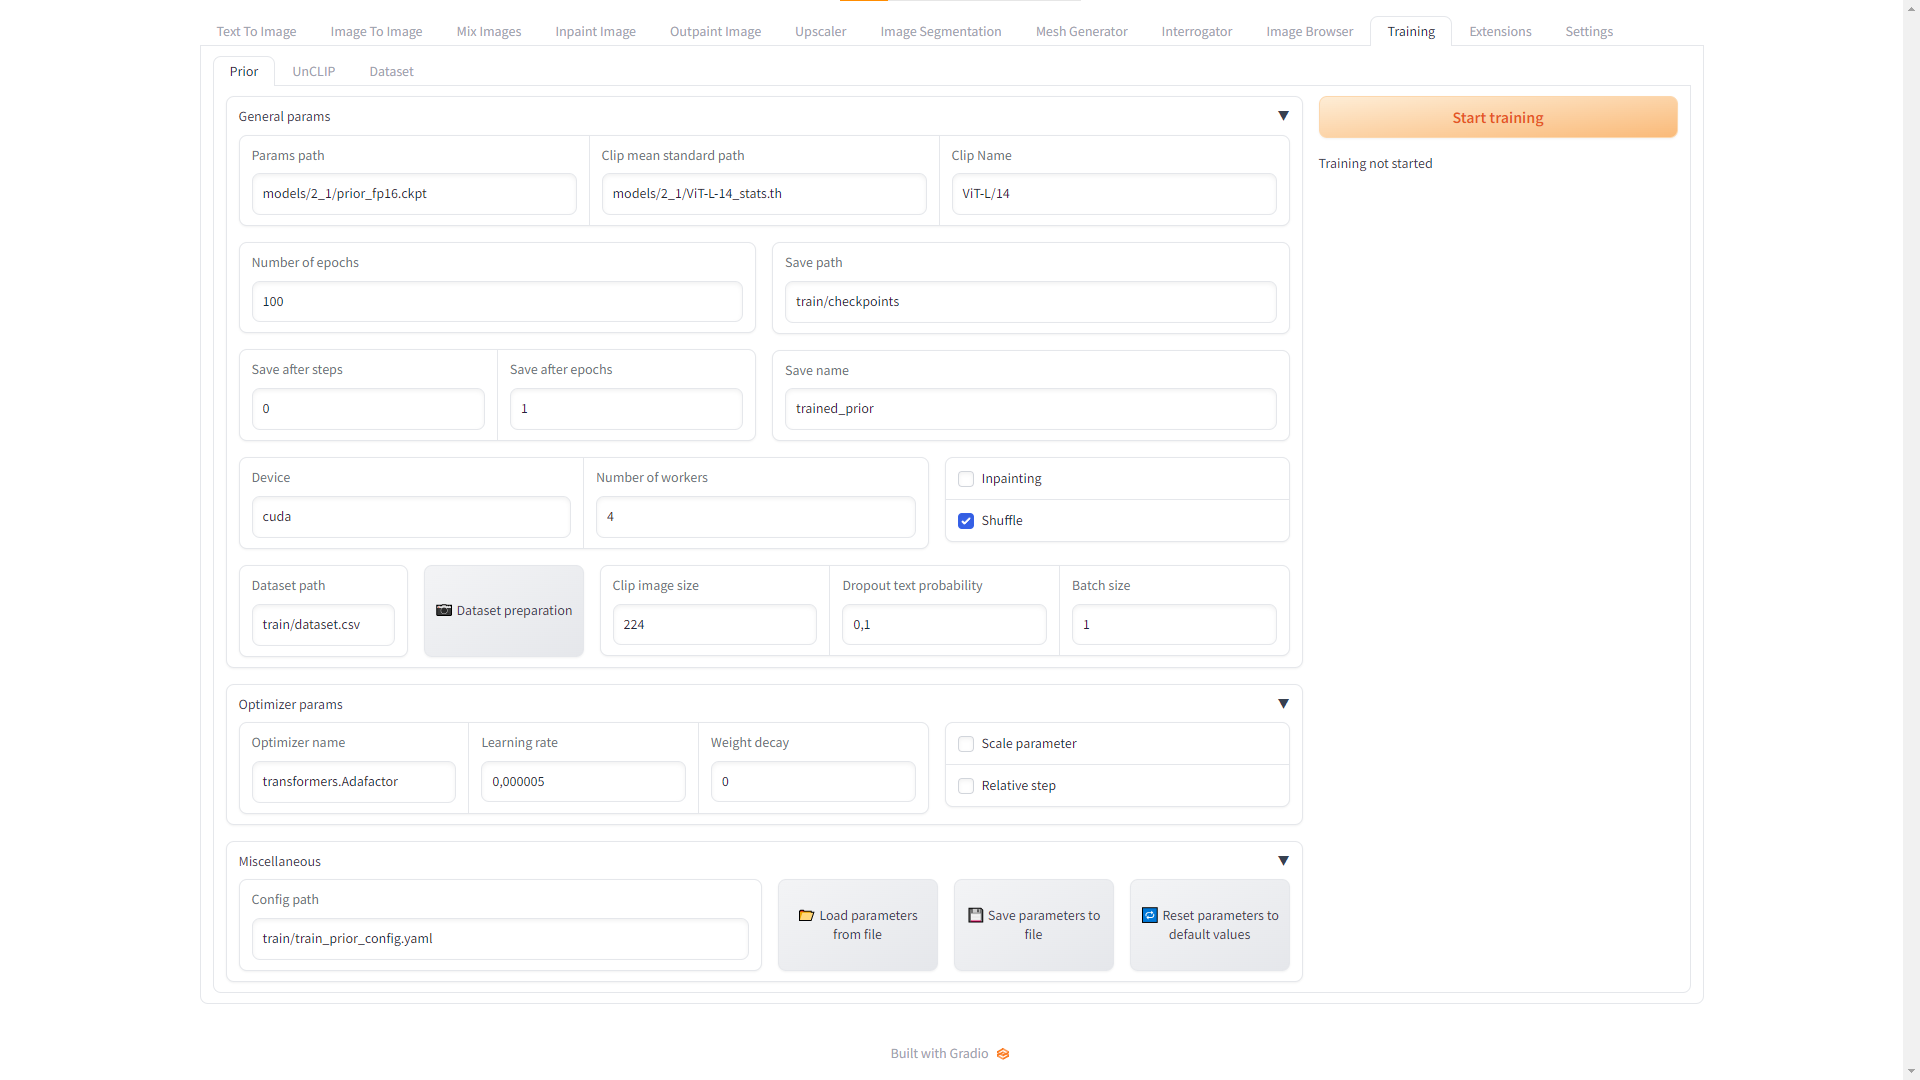 Text To Image Image To Image Mix Images Inpaint Image Outpaint Image Upscaler Image Segmentation Mesh Generator Interrogator Image Browser Training Extensions Settings
Prior UnCLIP Dataset
General params
Params path Clip mean standard path Clip Name
models/2_1/prior_fp16.ckpt models/2_1/ViT-L-14_stats.th ViT-L/14
Number of epochs Save path
100 train/checkpoints
Save after steps Save after epochs Save name
0 1 trained_prior
Device Number of workers
cuda 4
Inpainting
Shuffle
Dataset path Clip image size Dropout text probability Batch size
train/dataset.csv Dataset preparation 224 0,1 1
Optimizer params
Optimizer name Learning rate Weight decay
transformers.Adafactor 0,000005 0
Scale parameter
Relative step
Miscellaneous
Config path
train/train_prior_config.yaml
Load parameters
from file
Save parameters to
file
Reset parameters to
default values
Start training
Training not started
Built with Gradio